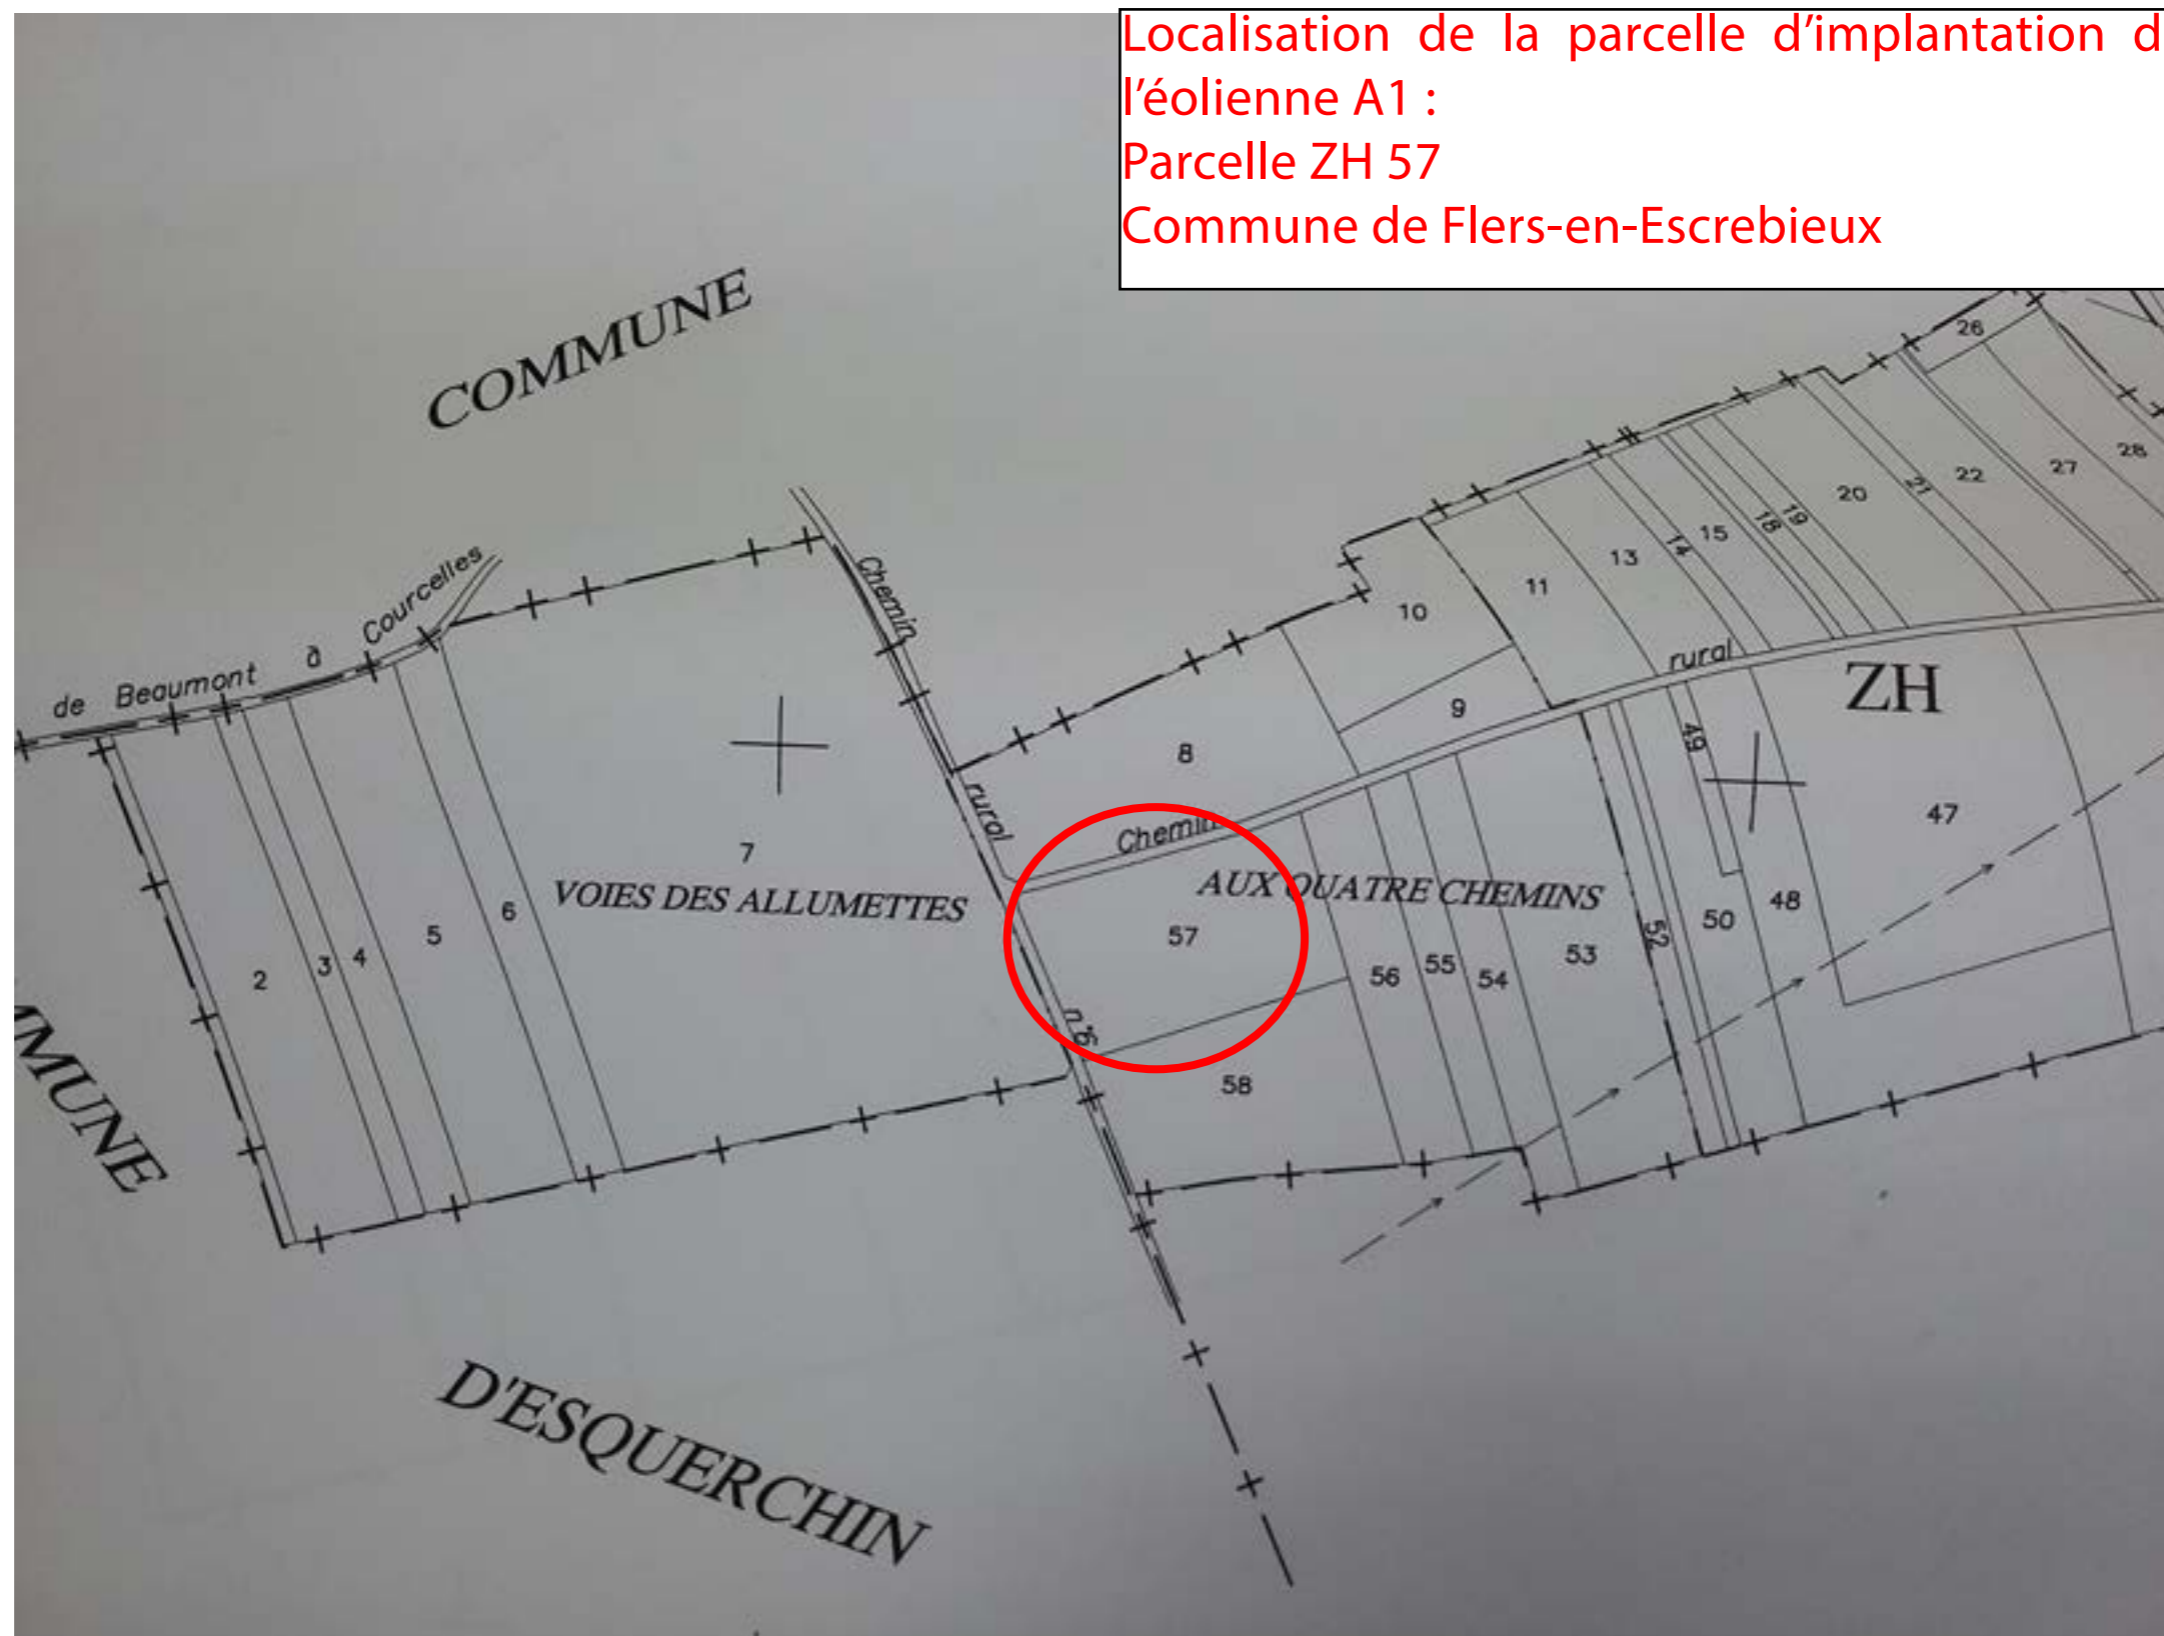 Localisation de la parcelle d'implantation d
l'éolienne A1 :
Parcelle ZH 57
Commune de Flers-en-Escrebieux
COMMUNE
26
28
27
22
21
20
19
18
15
14
13
11
10
9
8
Chemin
rural
n°6
de Beaumont à Courcelles
Chemin
rural
ZH
49
47
7
VOIES DES ALLUMETTES
AUX QUATRE CHEMINS
2
3
4
5
6
57
56
55
54
53
52
50
48
58
MMUNE
D'ESQUERCHIN